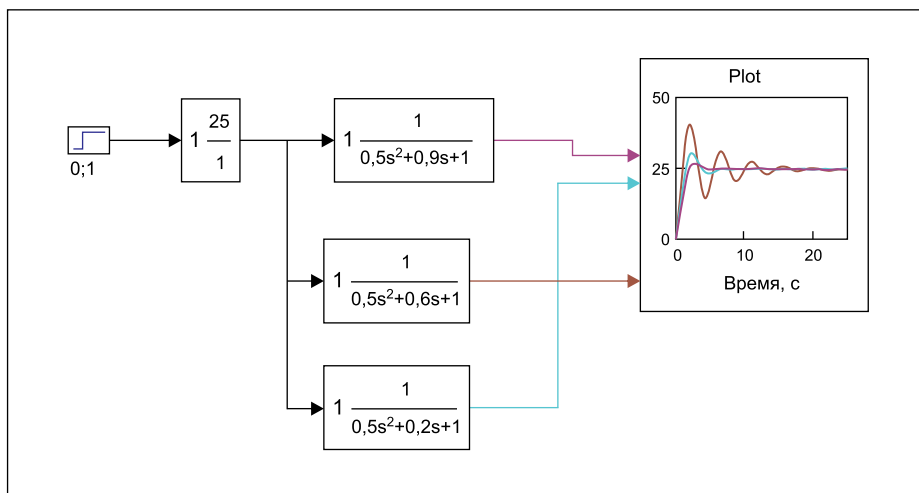 0;1
1 25/1
1 1/(0,5s²+0,9s+1)
1 1/(0,5s²+0,6s+1)
1 1/(0,5s²+0,2s+1)
Plot
50
25
0
0 10 20
Время, с